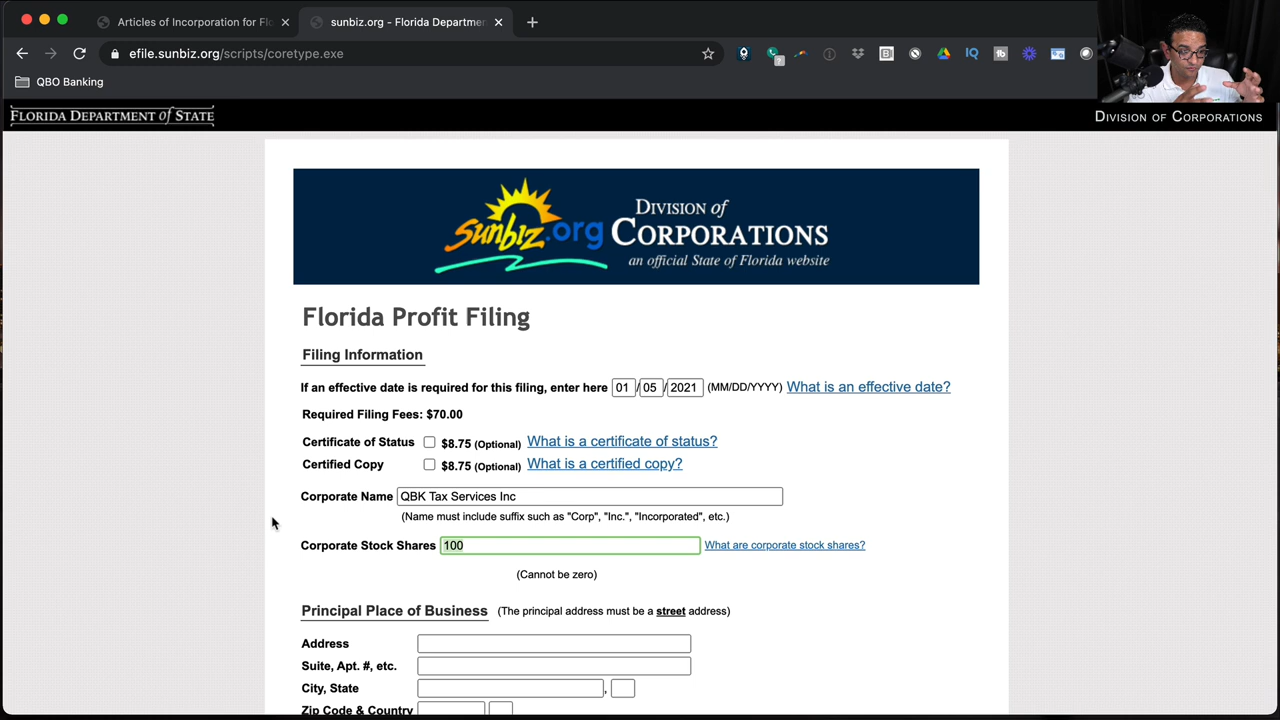 Articles of Incorporation for Flo
sunbiz.org - Florida Departmen
efile.sunbiz.org/scripts/coretype.exe
QBO Banking
FLORIDA DEPARTMENT of STATE
DIVISION OF CORPORATIONS
sunbiz.org
DIVISION of
CORPORATIONS
an official State of Florida website
Florida Profit Filing
Filing Information
If an effective date is required for this filing, enter here 01 / 05 / 2021 (MM/DD/YYYY) What is an effective date?
Required Filing Fees: $70.00
Certificate of Status $8.75 (Optional) What is a certificate of status?
Certified Copy $8.75 (Optional) What is a certified copy?
Corporate Name QBK Tax Services Inc
(Name must include suffix such as "Corp", "Inc.", "Incorporated", etc.)
Corporate Stock Shares 100 What are corporate stock shares?
(Cannot be zero)
Principal Place of Business (The principal address must be a street address)
Address
Suite, Apt. #, etc.
City, State ,
Zip Code & Country